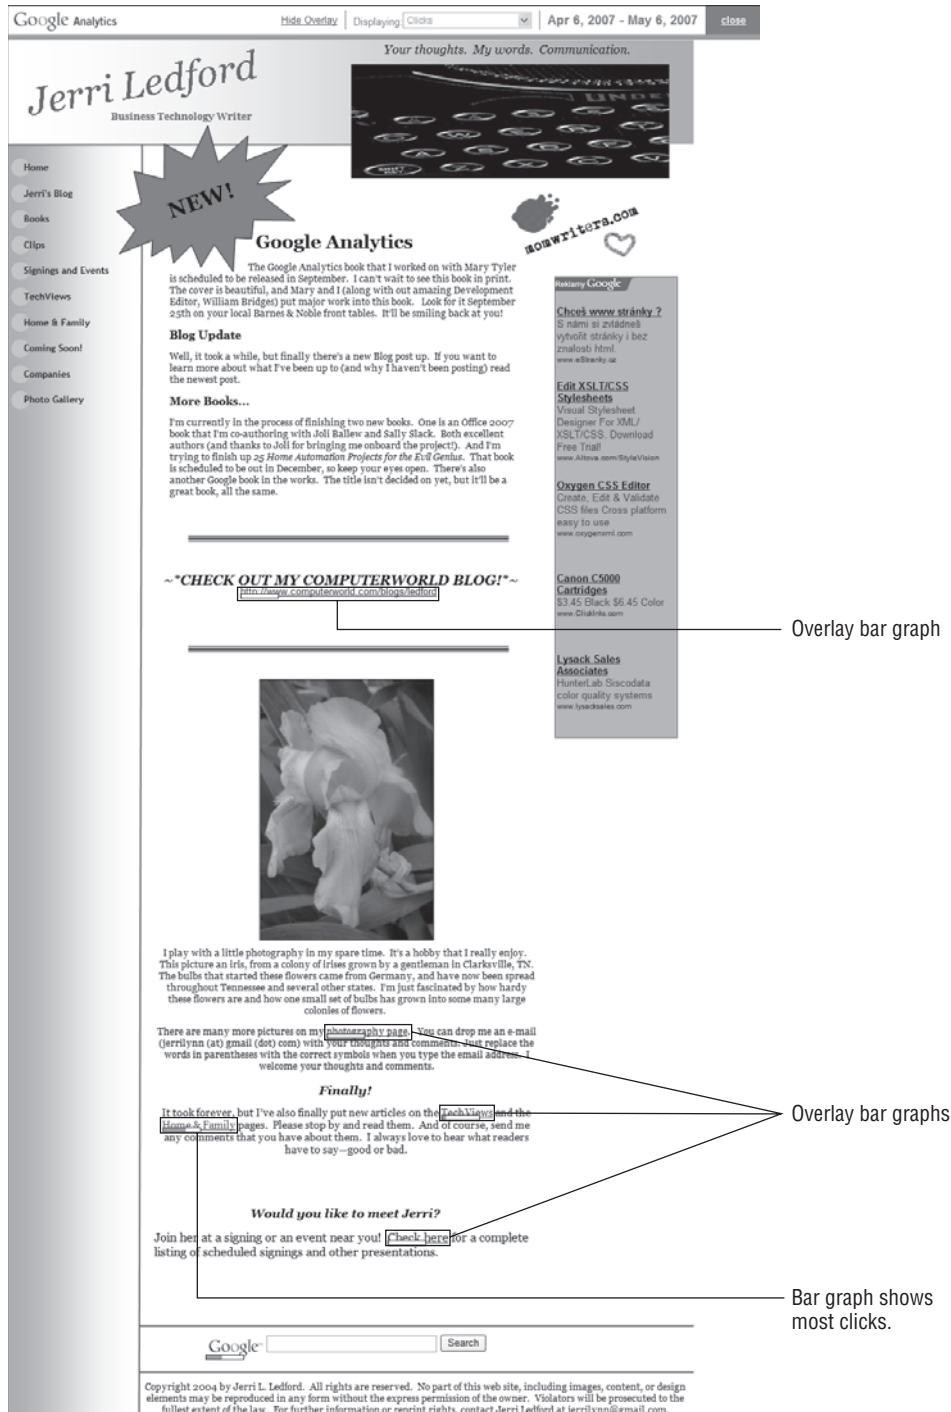 Google Analytics
Hide Overlay
Displaying: Clicks
Apr 6, 2007 - May 6, 2007
close
Jerri Ledford
Business Technology Writer
Your thoughts. My words. Communication.
UNDE
NEW!
momwriters.com
Home
Jerri's Blog
Books
Clips
Signings and Events
TechViews
Home & Family
Coming Soon!
Companies
Photo Gallery
Google Analytics
The Google Analytics book that I worked on with Mary Tyler
is scheduled to be released in September. I can't wait to see this book in print.
The cover is beautiful, and Mary and I (along with out amazing Development
Editor, William Bridges) put major work into this book. Look for it September
25th on your local Barnes & Noble front tables. It'll be smiling back at you!
Blog Update
Well, it took a while, but finally there's a new Blog post up. If you want to
learn more about what I've been up to (and why I haven't been posting) read
the newest post.
More Books...
I'm currently in the process of finishing two new books. One is an Office 2007
book that I'm co-authoring with Joli Ballew and Sally Slack. Both excellent
authors (and thanks to Joli for bringing me onboard the project!). And I'm
trying to finish up 25 Home Automation Projects for the Evil Genius. That book
is scheduled to be out in December, so keep your eyes open. There's also
another Google book in the works. The title isn't decided on yet, but it'll be a
great book, all the same.
Reklamy Google
Chceš www stránky ?
S námi si zvládneš
vytvořit stránky i bez
znalosti html.
www.eStranky.cz
Edit XSLT/CSS
Stylesheets
Visual Stylesheet
Designer For XML/
XSLT/CSS. Download
Free Trial!
www.Altova.com/StyleVision
Oxygen CSS Editor
Create, Edit & Validate
CSS files Cross platform
easy to use
www.oxygenxml.com
Canon C5000
Cartridges
$3.45 Black $6.45 Color
www.ClickInks.com
Lysack Sales
Associates
HunterLab Siscodata
color quality systems
www.lysacksales.com
~*CHECK OUT MY COMPUTERWORLD BLOG!*~
http://www.computerworld.com/blogs/ledford
Overlay bar graph
I play with a little photography in my spare time. It's a hobby that I really enjoy.
This picture an iris, from a colony of irises grown by a gentleman in Clarksville, TN.
The bulbs that started these flowers came from Germany, and have now been spread
throughout Tennessee and several other states. I'm just fascinated by how hardy
these flowers are and how one small set of bulbs has grown into some many large
colonies of flowers.
There are many more pictures on my photography page. You can drop me an e-mail
(jerrilynn (at) gmail (dot) com) with your thoughts and comments. Just replace the
words in parentheses with the correct symbols when you type the email address. I
welcome your thoughts and comments.
Finally!
It took forever, but I've also finally put new articles on the TechViews and the
Home & Family pages. Please stop by and read them. And of course, send me
any comments that you have about them. I always love to hear what readers
have to say—good or bad.
Overlay bar graphs
Would you like to meet Jerri?
Join her at a signing or an event near you! Check here for a complete
listing of scheduled signings and other presentations.
Bar graph shows
most clicks.
Google
Search
Copyright 2004 by Jerri L. Ledford. All rights are reserved. No part of this web site, including images, content, or design
elements may be reproduced in any form without the express permission of the owner. Violators will be prosecuted to the
fullest extent of the law. For further information or reprint rights, contact Jerri Ledford at jerrilynn@gmail.com.